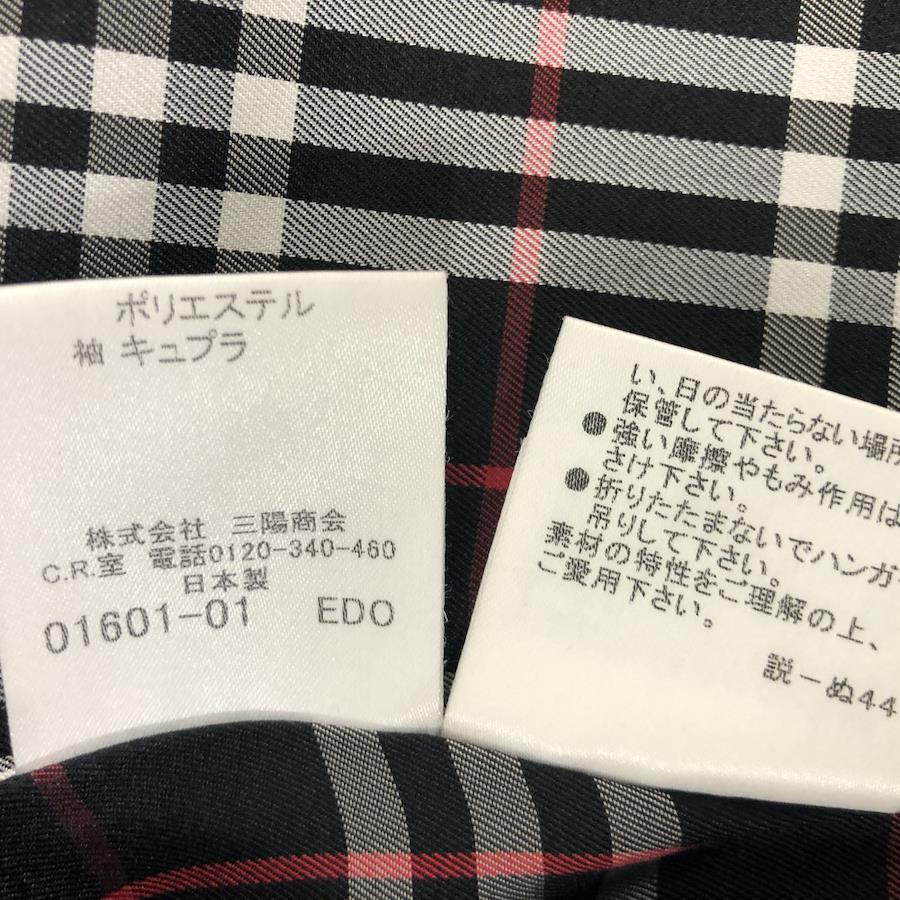 ポリエステル
袖 キュプラ
株式会社 三陽商会
C.R.室 電話0120-340-460
日本製
01601-01 EDO
い、日の当たらない場所
保管して下さい。
●強い摩擦やもみ作用は
さけ下さい。
●折りたたまないでハンガ
吊りして下さい。
素材の特性をご理解の上、
ご愛用下さい。
説－ぬ44